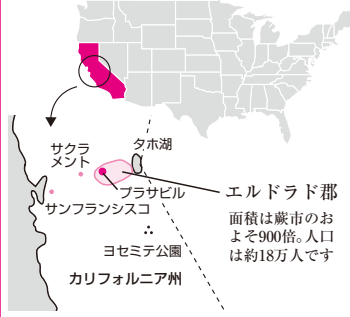 サクラ
メント
タホ湖
プラサビル
サンフランシスコ
ヨセミテ公園
カリフォルニア州
エルドラド郡
面積は蕨市のお
よそ900倍。人口
は約18万人です